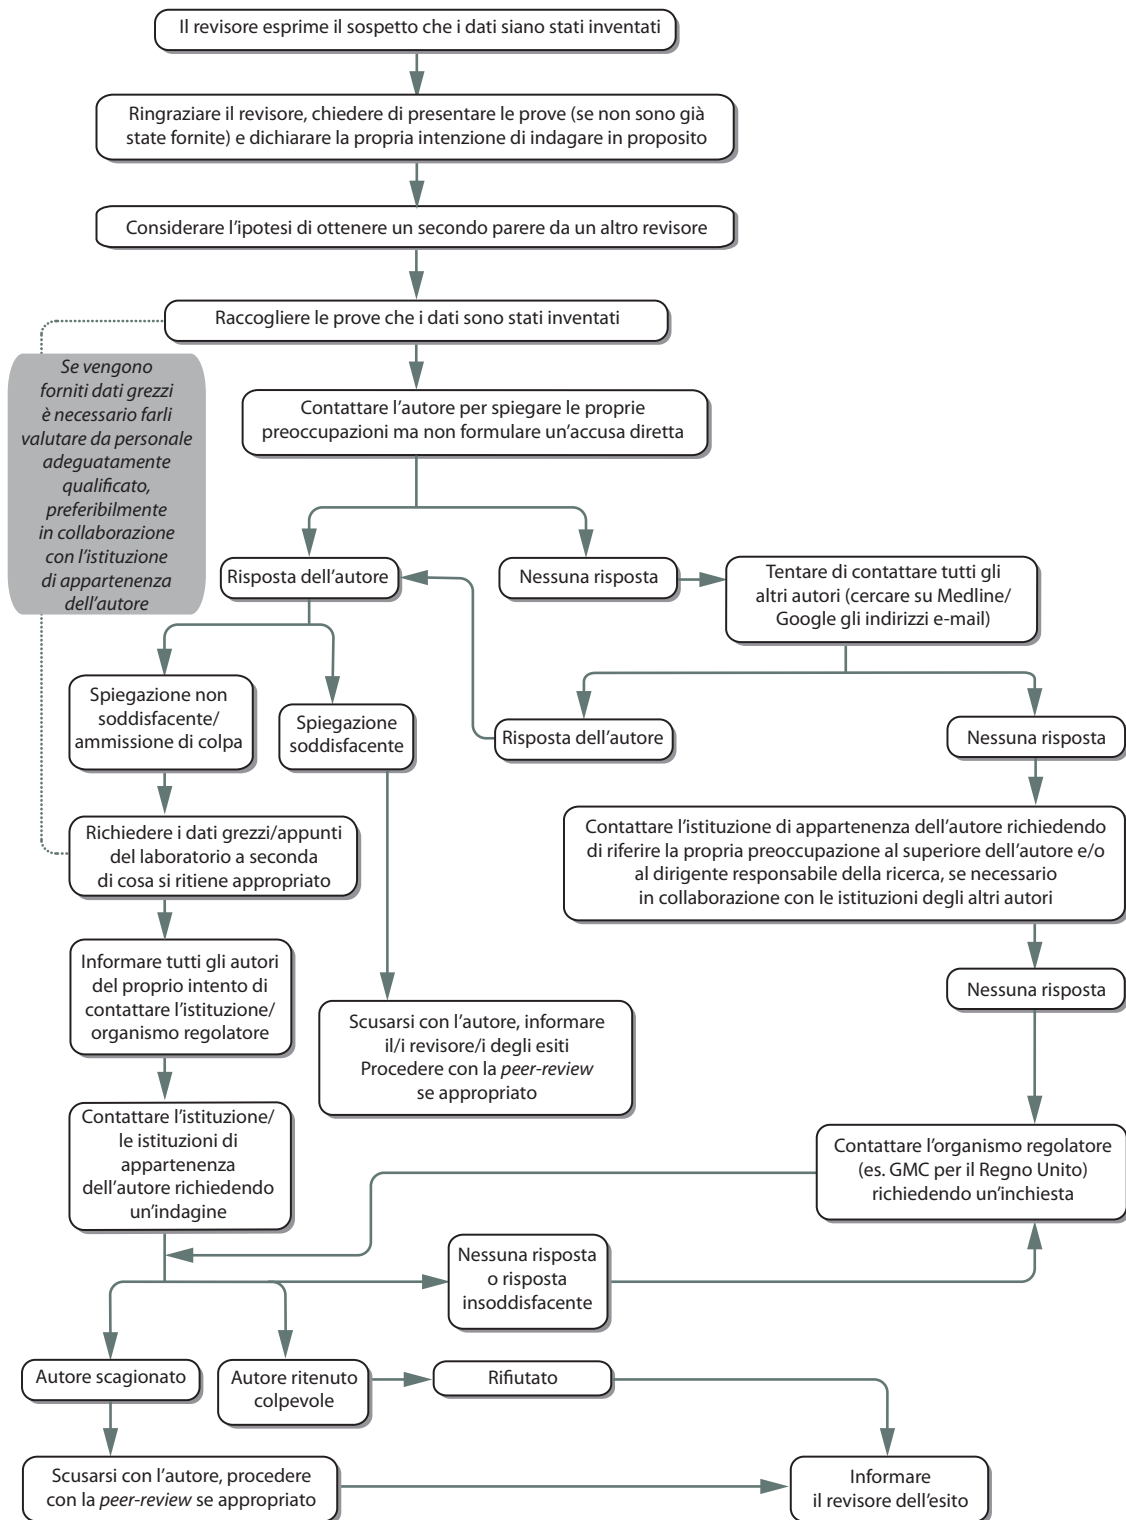 Il revisore esprime il sospetto che i dati siano stati inventati
Ringraziare il revisore, chiedere di presentare le prove (se non sono già
state fornite) e dichiarare la propria intenzione di indagare in proposito
Considerare l'ipotesi di ottenere un secondo parere da un altro revisore
Raccogliere le prove che i dati sono stati inventati
Se vengono
forniti dati grezzi
è necessario farli
valutare da personale
adeguatamente
qualificato,
preferibilmente
in collaborazione
con l'istituzione
di appartenenza
dell'autore
Contattare l'autore per spiegare le proprie
preoccupazioni ma non formulare un'accusa diretta
Risposta dell'autore
Nessuna risposta
Tentare di contattare tutti gli
altri autori (cercare su Medline/
Google gli indirizzi e-mail)
Spiegazione non
soddisfacente/
ammissione di colpa
Spiegazione
soddisfacente
Risposta dell'autore
Nessuna risposta
Richiedere i dati grezzi/appunti
del laboratorio a seconda
di cosa si ritiene appropriato
Contattare l'istituzione di appartenenza dell'autore richiedendo
di riferire la propria preoccupazione al superiore dell'autore e/o
al dirigente responsabile della ricerca, se necessario
in collaborazione con le istituzioni degli altri autori
Informare tutti gli autori
del proprio intento di
contattare l'istituzione/
organismo regolatore
Nessuna risposta
Scusarsi con l'autore, informare
il/i revisore/i degli esiti
Procedere con la peer-review
se appropriato
Contattare l'istituzione/
le istituzioni di
appartenenza
dell'autore richiedendo
un'indagine
Contattare l'organismo regolatore
(es. GMC per il Regno Unito)
richiedendo un'inchiesta
Nessuna risposta
o risposta
insoddisfacente
Autore scagionato
Autore ritenuto
colpevole
Rifiutato
Scusarsi con l'autore, procedere
con la peer-review se appropriato
Informare
il revisore dell'esito